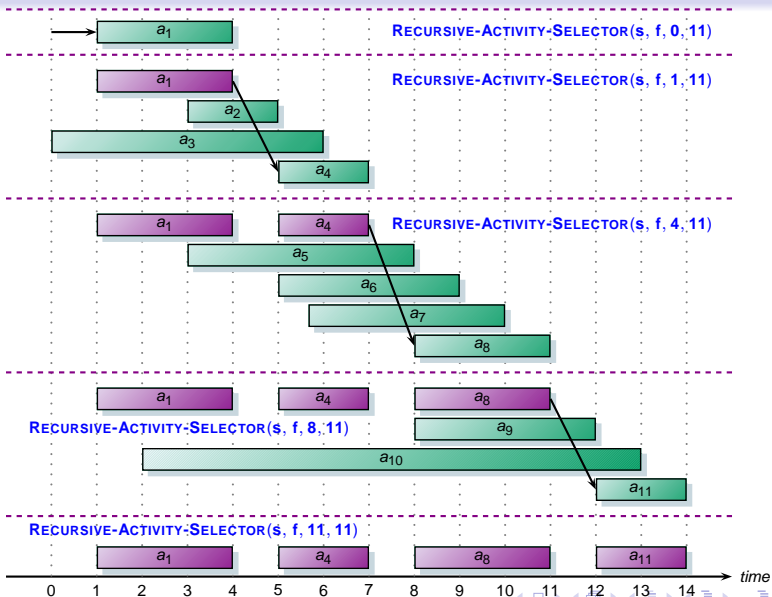 a1
RECURSIVE-ACTIVITY-SELECTOR(s, f, 0, 11)
a1
RECURSIVE-ACTIVITY-SELECTOR(s, f, 1, 11)
a2
a3
a4
a1 a4
RECURSIVE-ACTIVITY-SELECTOR(s, f, 4, 11)
a5
a6
a7
a8
a1 a4 a8
RECURSIVE-ACTIVITY-SELECTOR(s, f, 8, 11)
a9
a10
a11
RECURSIVE-ACTIVITY-SELECTOR(s, f, 11, 11)
a1 a4 a8 a11
time
0 1 2 3 4 5 6 7 8 9 10 11 12 13 14